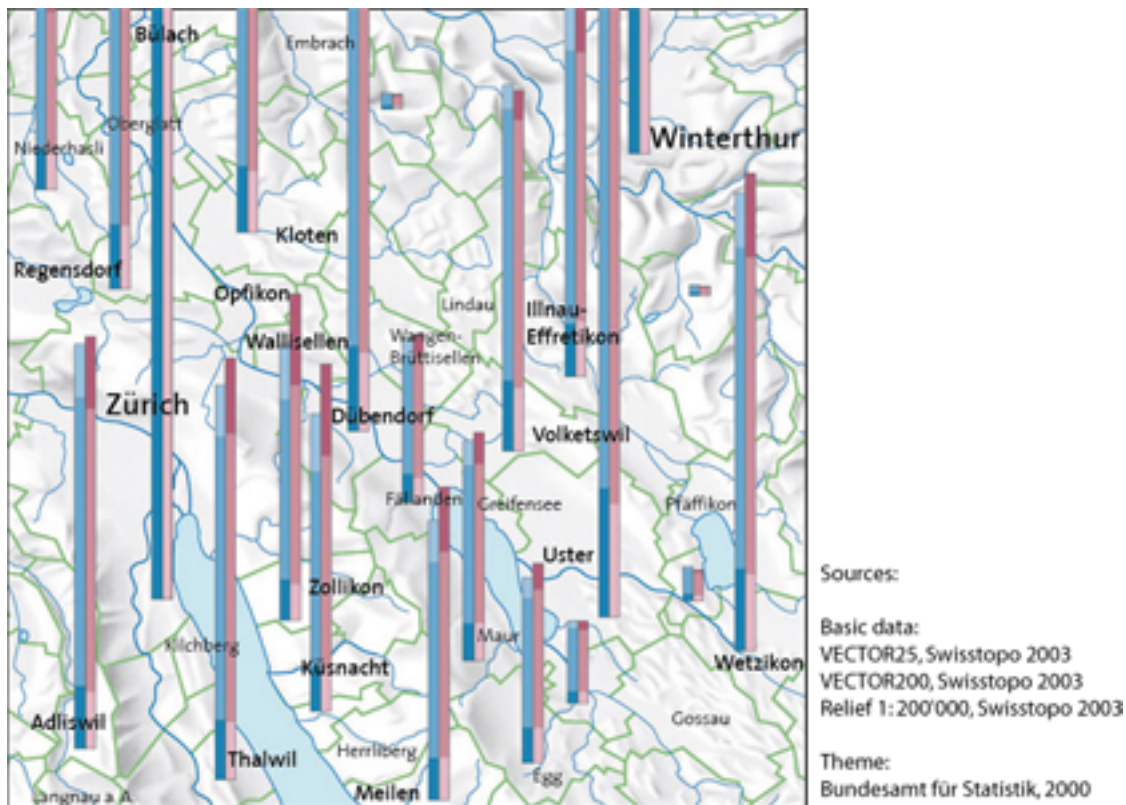 Bülach
Embrach
Oberglatt
Niederhasli
Winterthur
Kloten
Regensdorf
Opfikon
Lindau
Illnau-
Effretikon
Wallisellen
Wangen-
Brüttisellen
Zürich
Dübendorf
Volketswil
Fällanden
Greifensee
Pfäffikon
Uster
Zollikon
Maur
Kilchberg
Küsnacht
Wetzikon
Adliswil
Gossau
Thalwil
Herrliberg
Egg
Meilen
Langnau a. A.
Sources:
Basic data:
VECTOR25, Swisstopo 2003
VECTOR200, Swisstopo 2003
Relief 1:200'000, Swisstopo 2003
Theme:
Bundesamt für Statistik, 2000